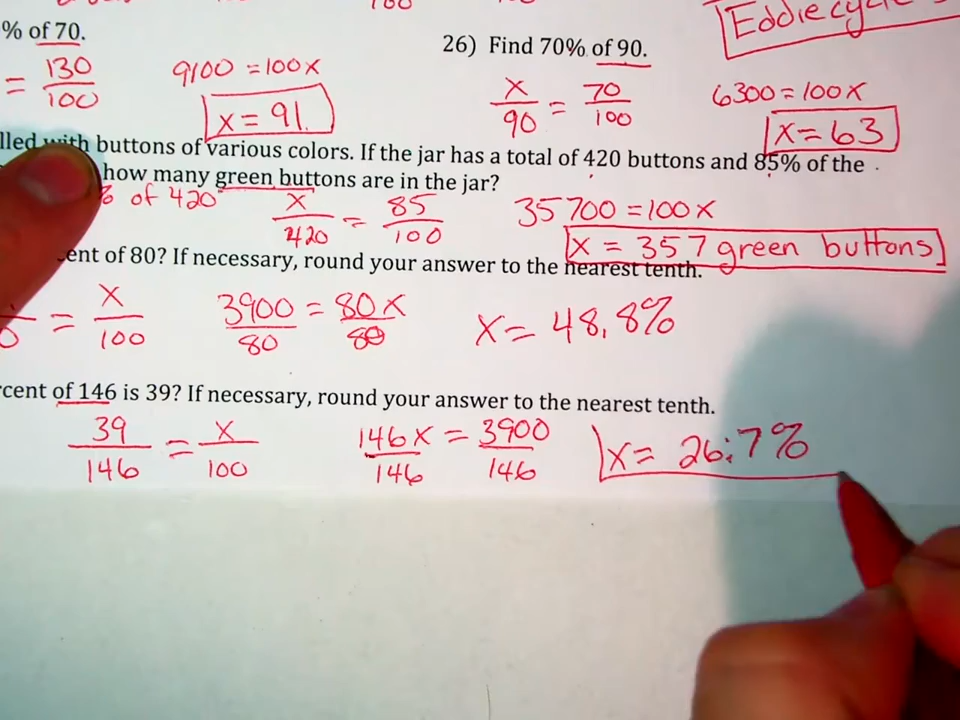 Eddie cycle
% of 70.
26) Find 70% of 90.
= 130/100 9100 = 100x
x = 91
x/90 = 70/100 6300 = 100x
x = 63
lled with buttons of various colors. If the jar has a total of 420 buttons and 85% of the
how many green buttons are in the jar?
% of 420 x/420 = 85/100 35700 = 100x
x = 357 green buttons
ent of 80? If necessary, round your answer to the nearest tenth.
= x/100 3900/80 = 80x/80 x = 48.8%
rcent of 146 is 39? If necessary, round your answer to the nearest tenth.
39/146 = x/100 146x/146 = 3900/146 x = 26.7%